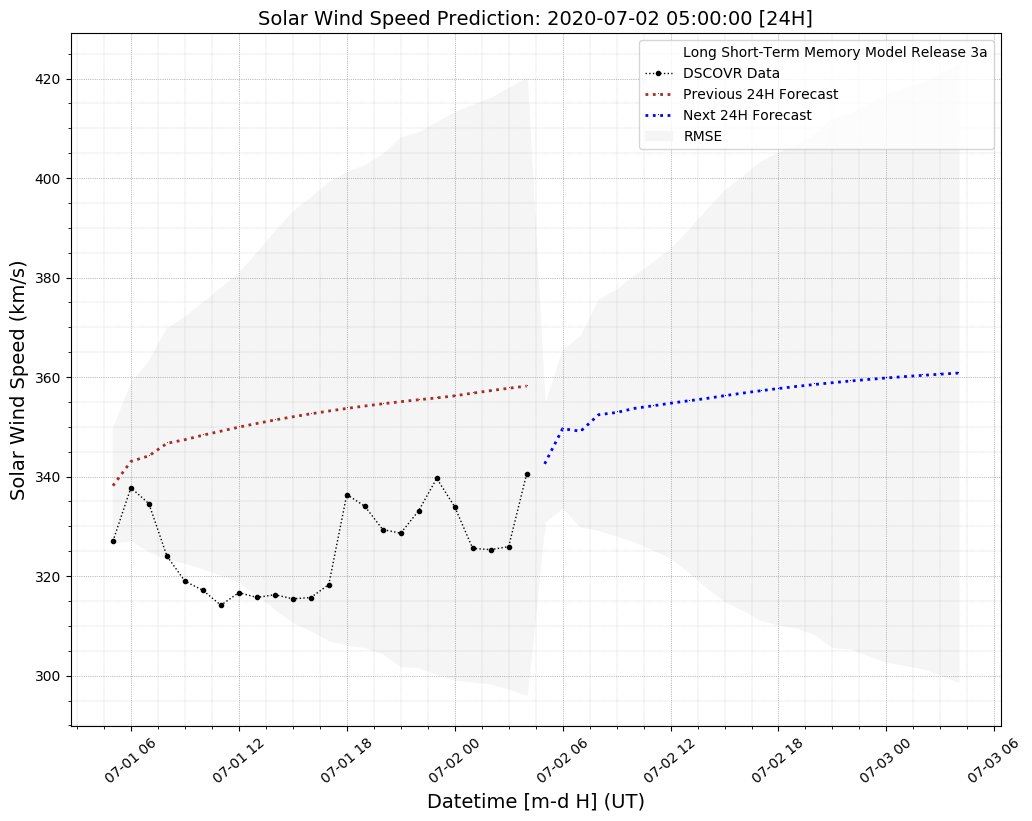 Solar Wind Speed Prediction: 2020-07-02 05:00:00 [24H]
Long Short-Term Memory Model Release 3a
DSCOVR Data
Previous 24H Forecast
Next 24H Forecast
RMSE
Solar Wind Speed (km/s)
420
400
380
360
340
320
300
07-01 06
07-01 12
07-01 18
07-02 00
07-02 06
07-02 12
07-02 18
07-03 00
07-03 06
Datetime [m-d H] (UT)